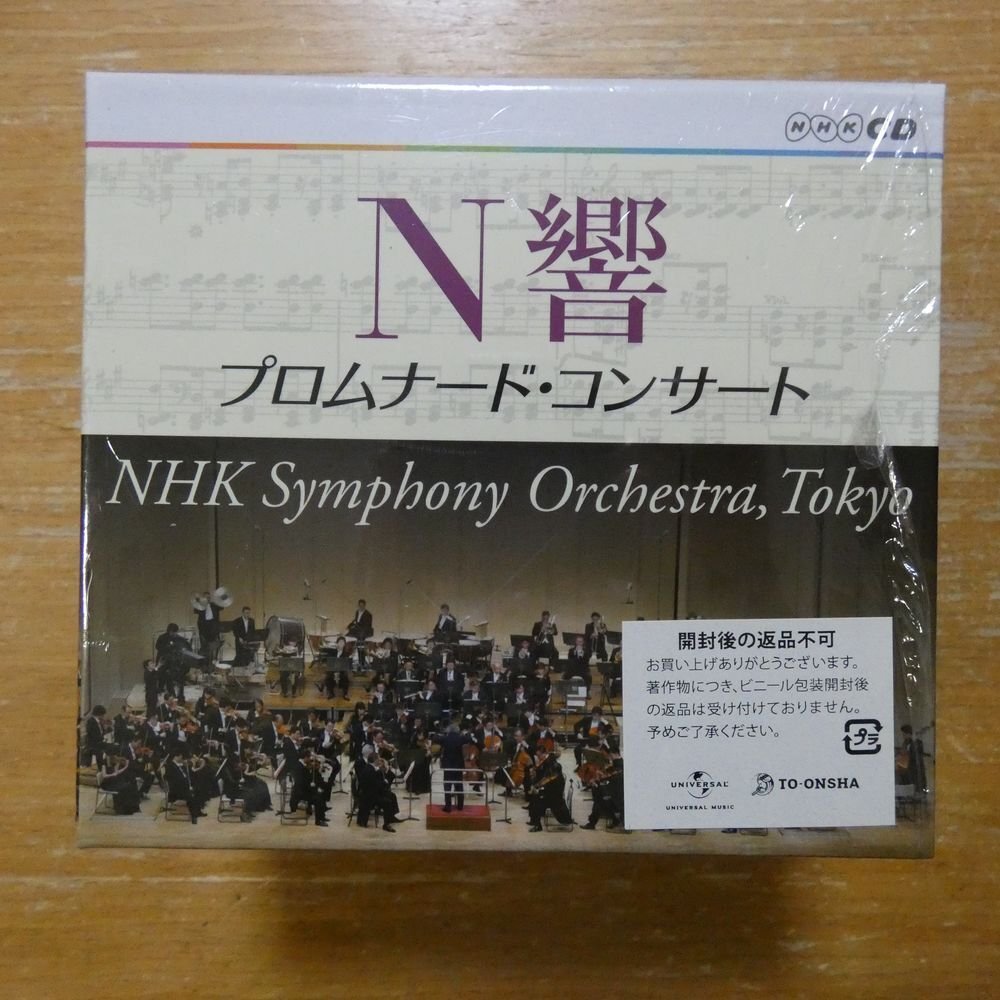 NHK CD
N響
プロムナード・コンサート
NHK Symphony Orchestra, Tokyo
開封後の返品不可
お買い上げありがとうございます。
著作物につき、ビニール包装開封後
の返品は受け付けておりません。
予めご了承ください。
プラ
UNIVERSAL
UNIVERSAL MUSIC
TO-ONSHA